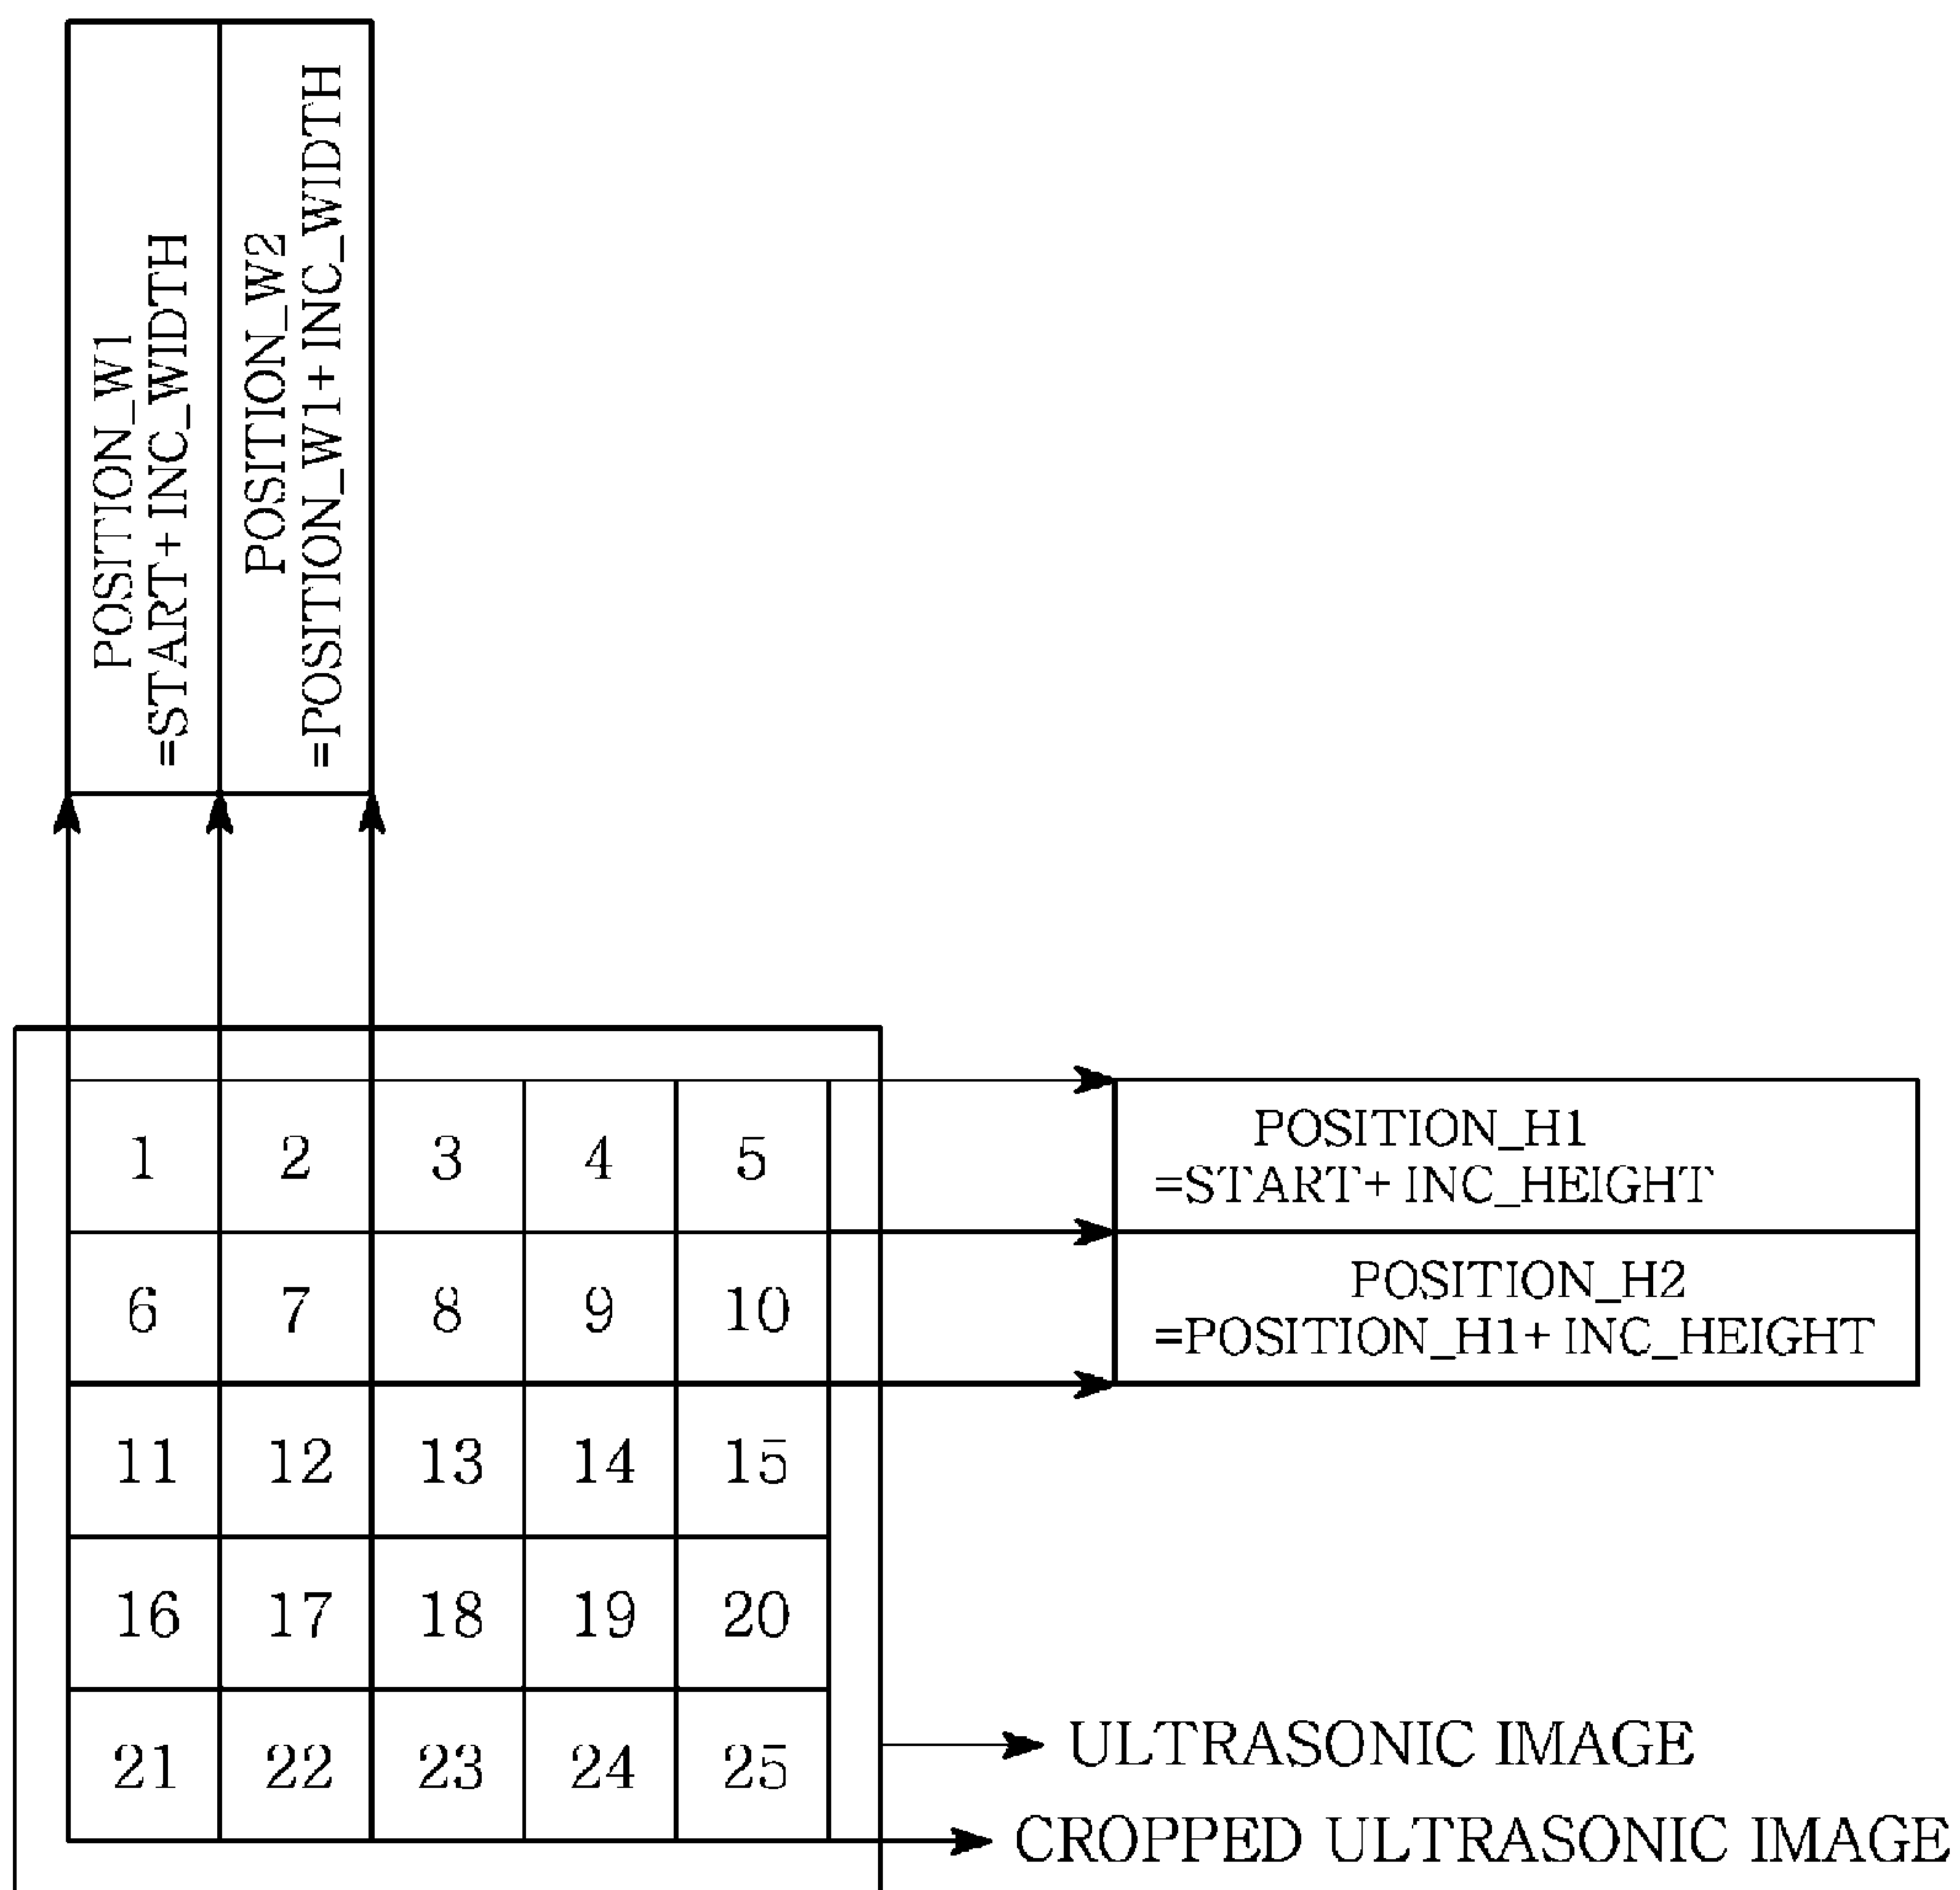 POSITION_W1
=START+INC_WIDTH
POSITION_W2
=POSITION_W1+INC_WIDTH
1 2 3 4 5
POSITION_H1
=START+ INC_HEIGHT
6 7 8 9 10
POSITION_H2
=POSITION_H1+ INC_HEIGHT
11 12 13 14 15
16 17 18 19 20
21 22 23 24 25
ULTRASONIC IMAGE
CROPPED ULTRASONIC IMAGE